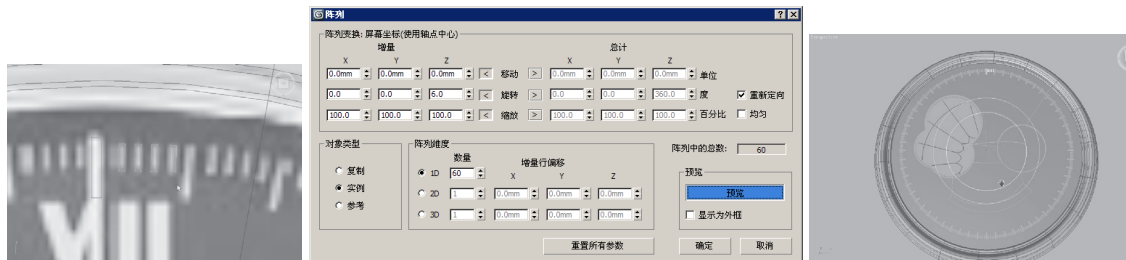 阵列
阵列变换: 屏幕坐标(使用轴点中心)
增量 总计
X Y Z X Y Z
0.0mm 0.0mm 0.0mm < 移动 > 0.0mm 0.0mm 0.0mm 单位
0.0 0.0 6.0 < 旋转 > 0.0 0.0 360.0 度 重新定向
100.0 100.0 100.0 < 缩放 > 100.0 100.0 100.0 百分比 均匀
对象类型
复制
实例
参考
阵列维度
数量 增量行偏移
1D 60 X Y Z
2D 1 0.0mm 0.0mm 0.0mm
3D 1 0.0mm 0.0mm 0.0mm
阵列中的总数: 60
预览
预览
显示为外框
重置所有参数 确定 取消